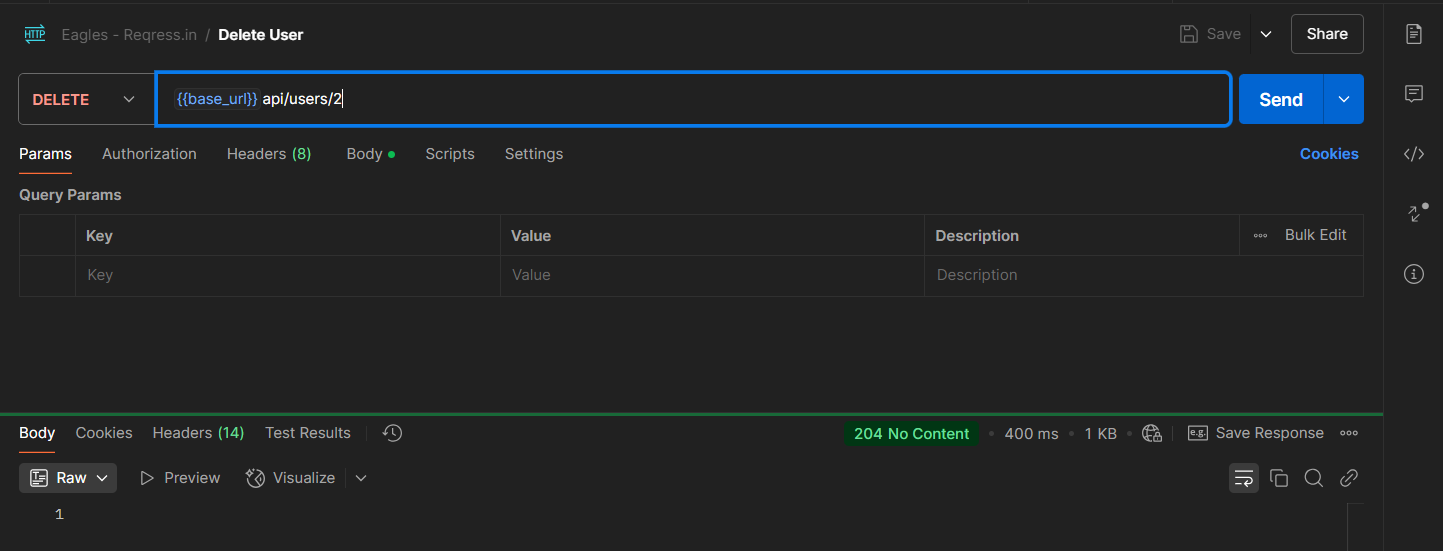 HTTP Eagles - Reqress.in / Delete User Save Share
DELETE {{base_url}} api/users/2 Send
Params Authorization Headers (8) Body Scripts Settings Cookies
Query Params
Key Value Description Bulk Edit
Key Value Description
Body Cookies Headers (14) Test Results 204 No Content • 400 ms • 1 KB • e.g. Save Response
Raw Preview Visualize
1